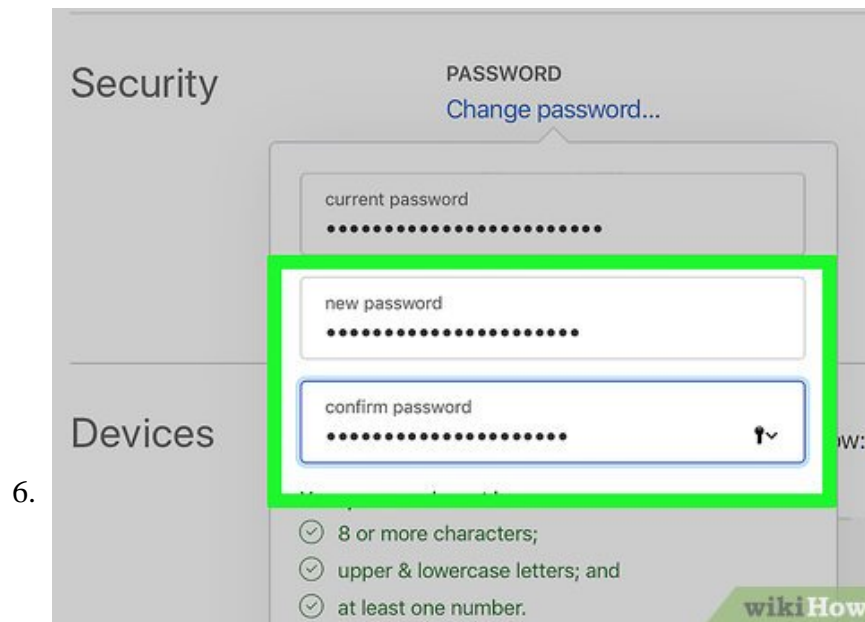 Security
PASSWORD
Change password...
current password
new password
confirm password
Devices
ow:
6.
8 or more characters;
upper & lowercase letters; and
at least one number.
wikiHow